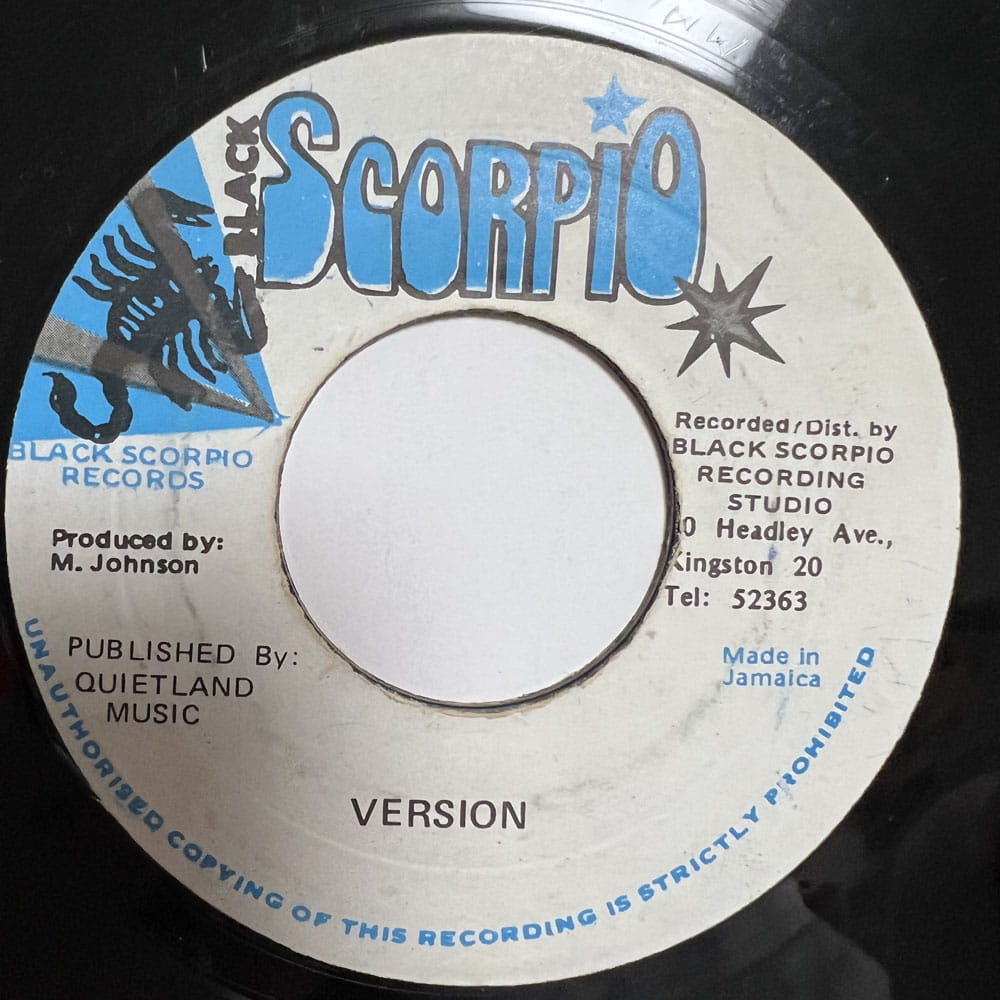 BLACK
SCORPIO
BLACK SCORPIO
RECORDS
Produced by:
M. Johnson
PUBLISHED By:
QUIETLAND
MUSIC
Recorded/Dist. by
BLACK SCORPIO
RECORDING
STUDIO
0 Headley Ave.,
Kingston 20
Tel: 52363
Made in
Jamaica
VERSION
UNAUTHORISED COPYING OF THIS RECORDING IS STRICTLY PROHIBITED